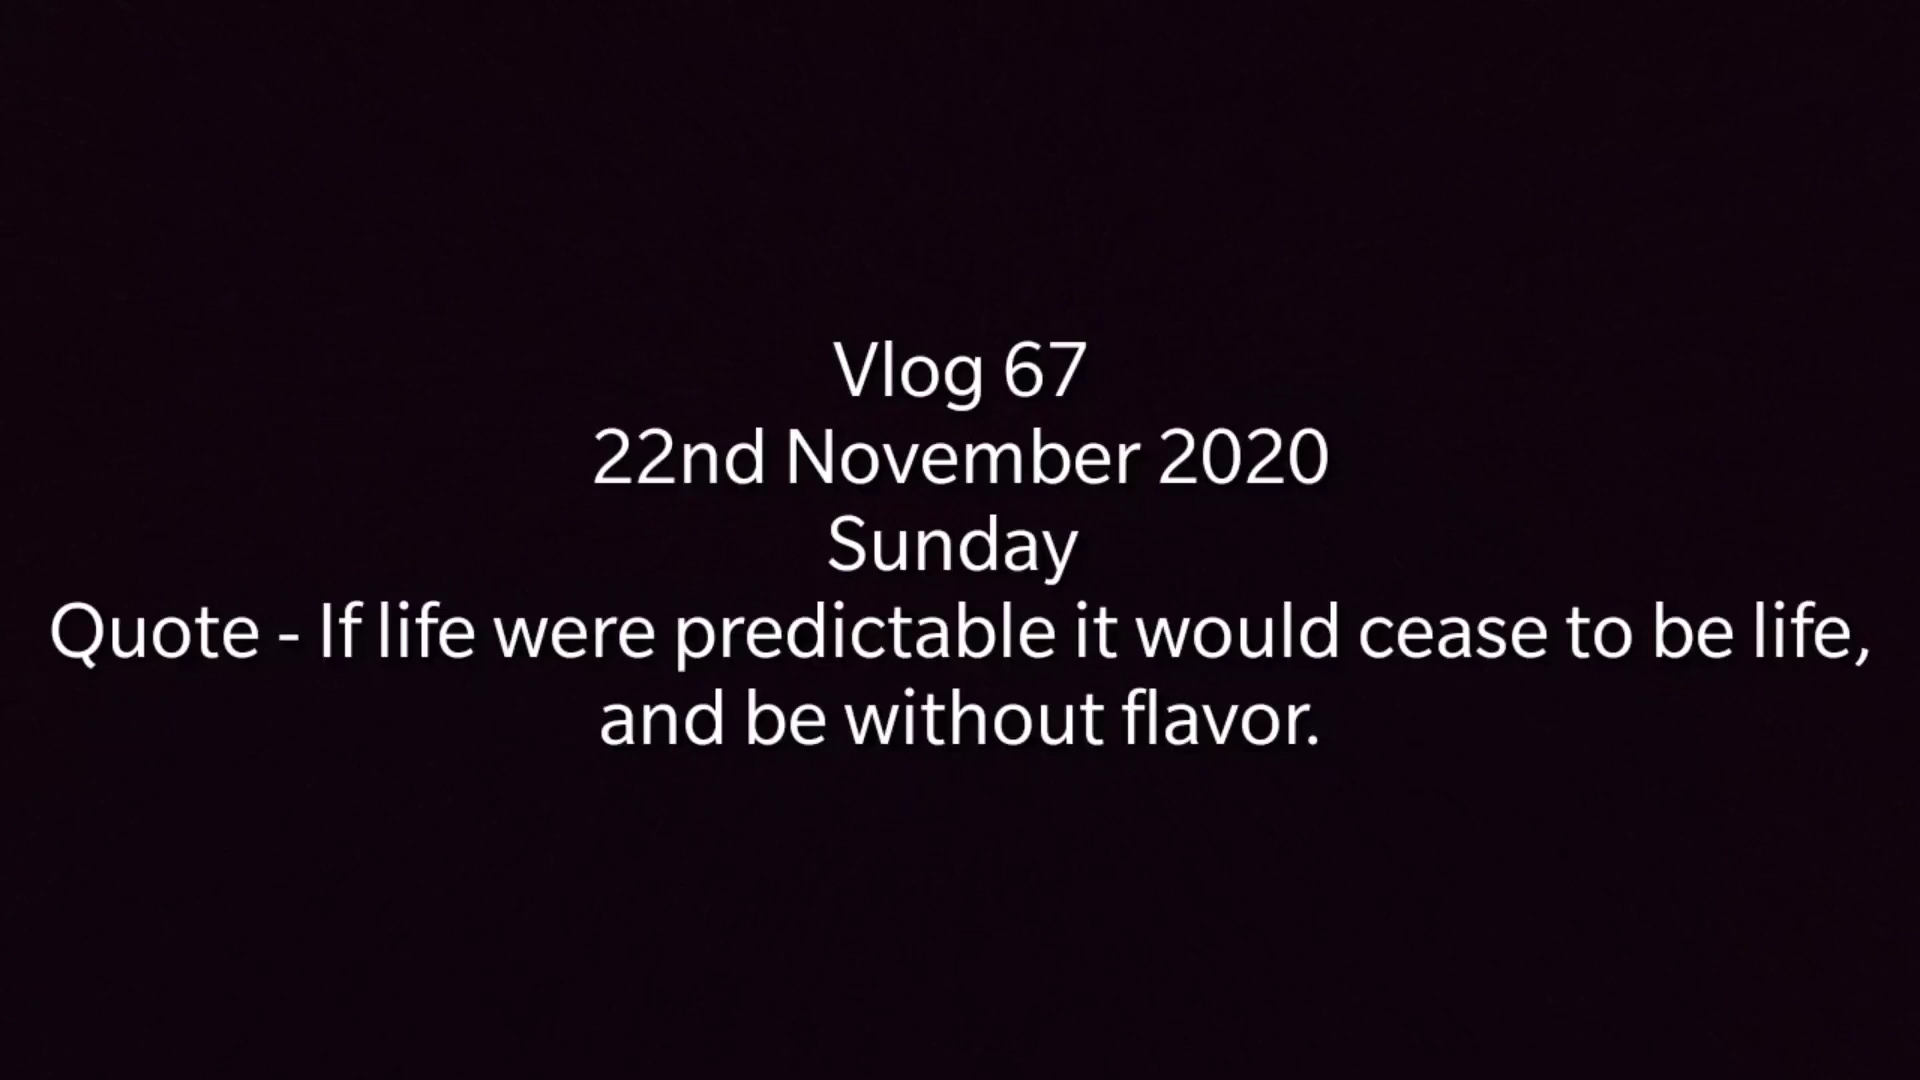 Vlog 67
22nd November 2020
Sunday
Quote - If life were predictable it would cease to be life,
and be without flavor.